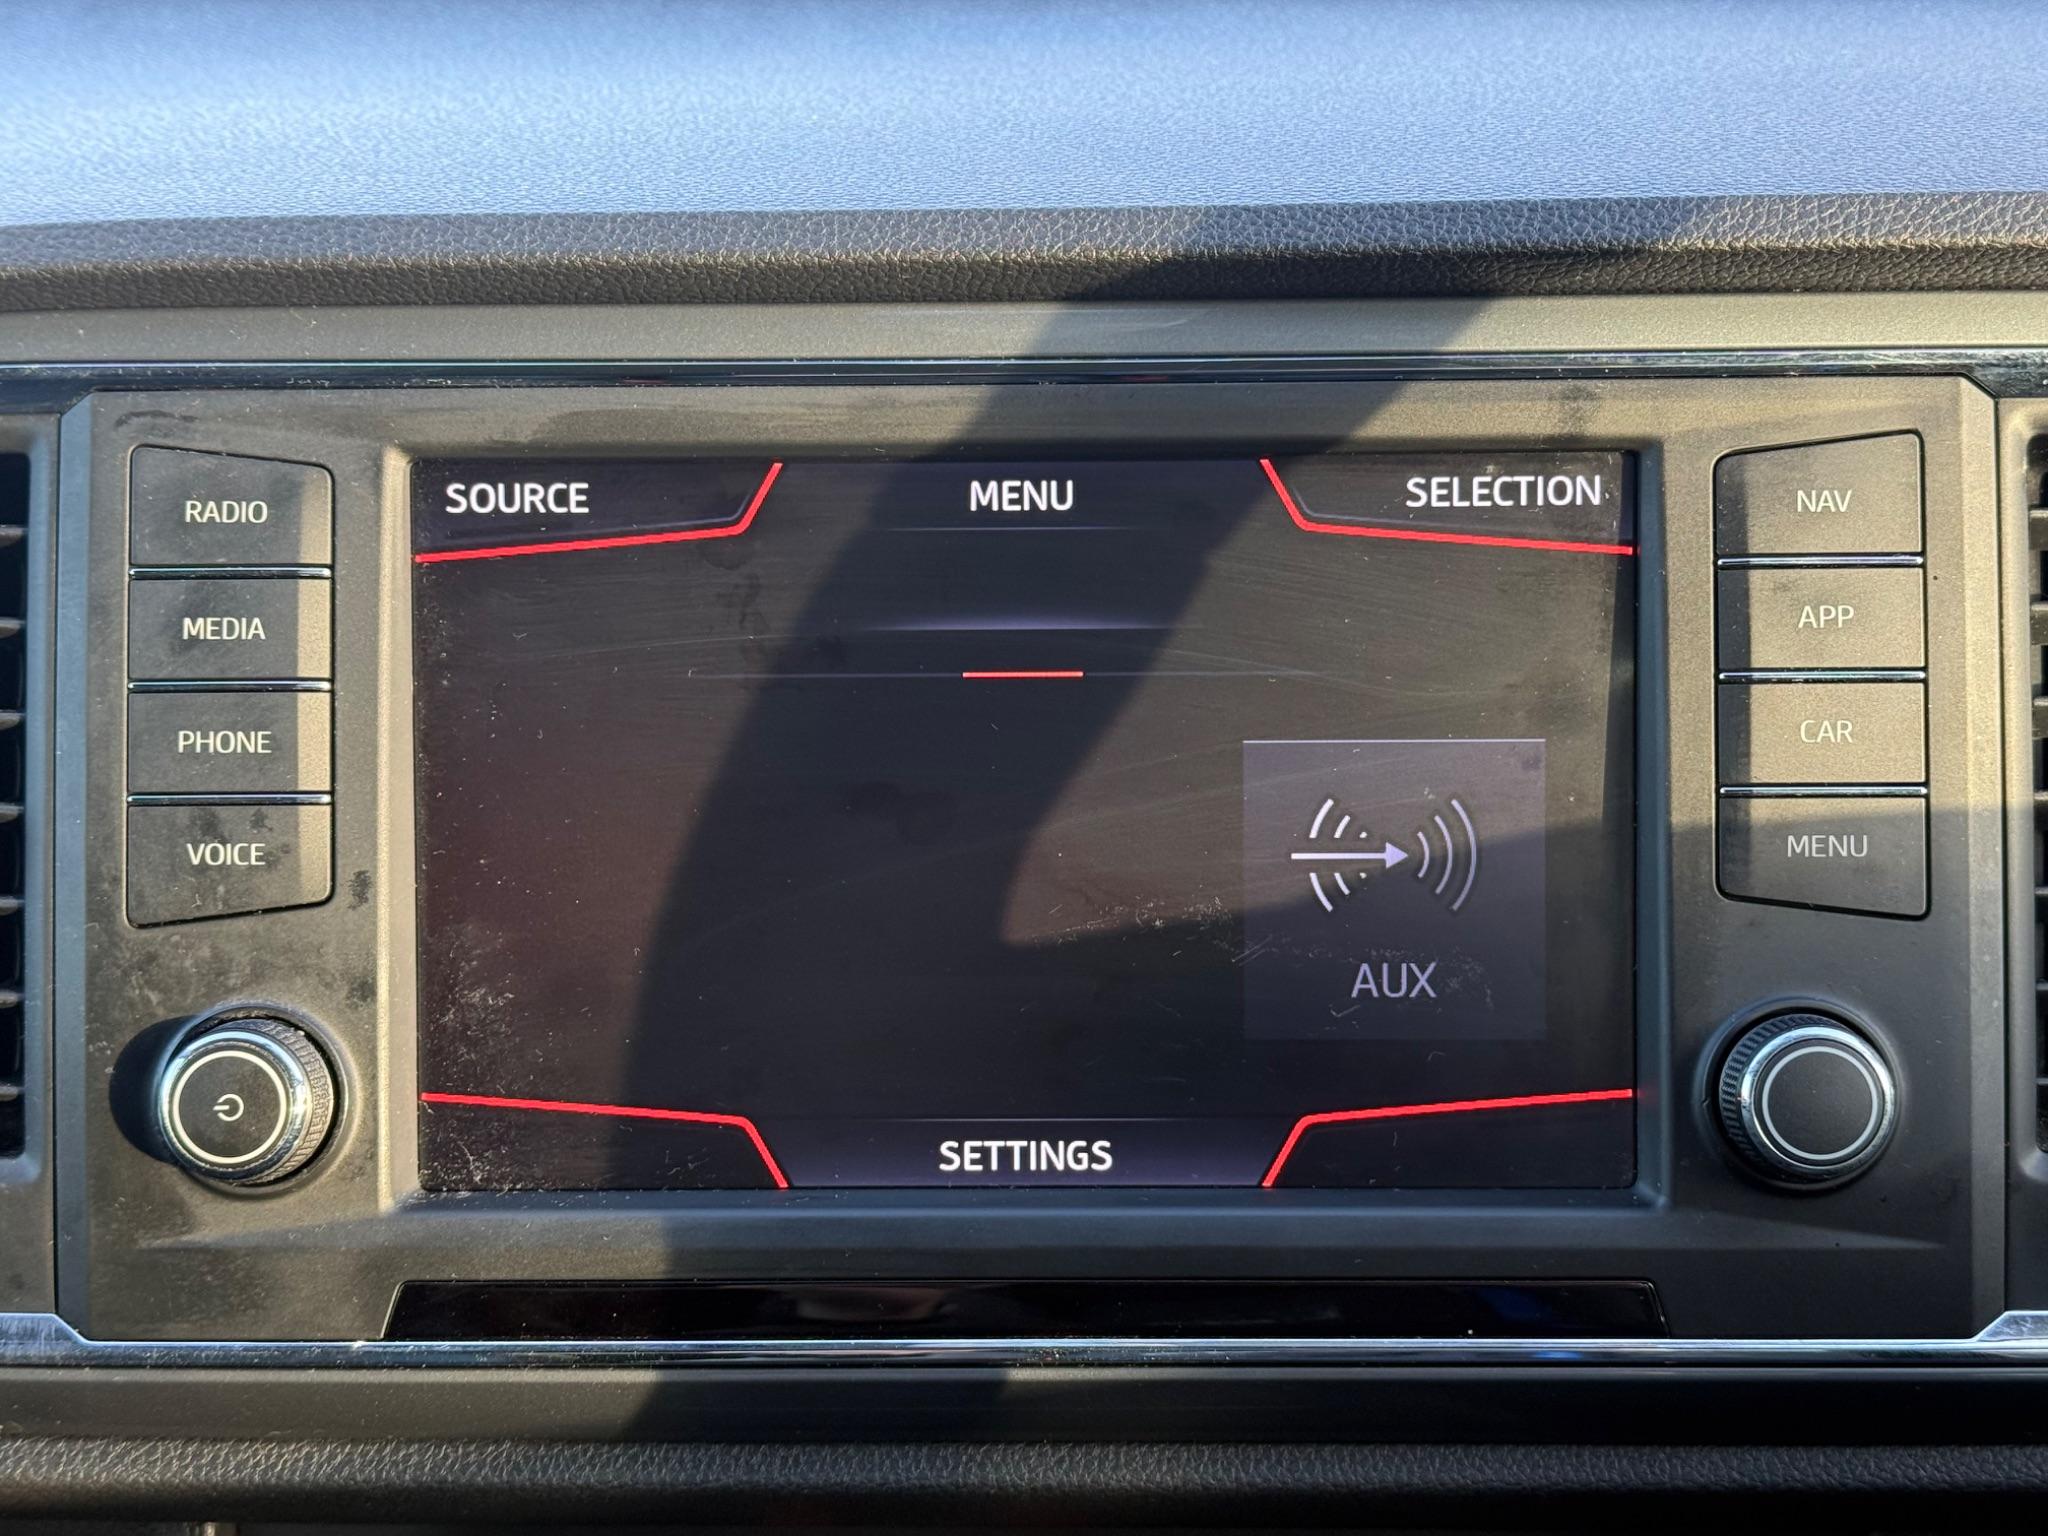 SOURCE
MENU
SELECTION
RADIO
MEDIA
PHONE
VOICE
AUX
SETTINGS
NAV
APP
CAR
MENU